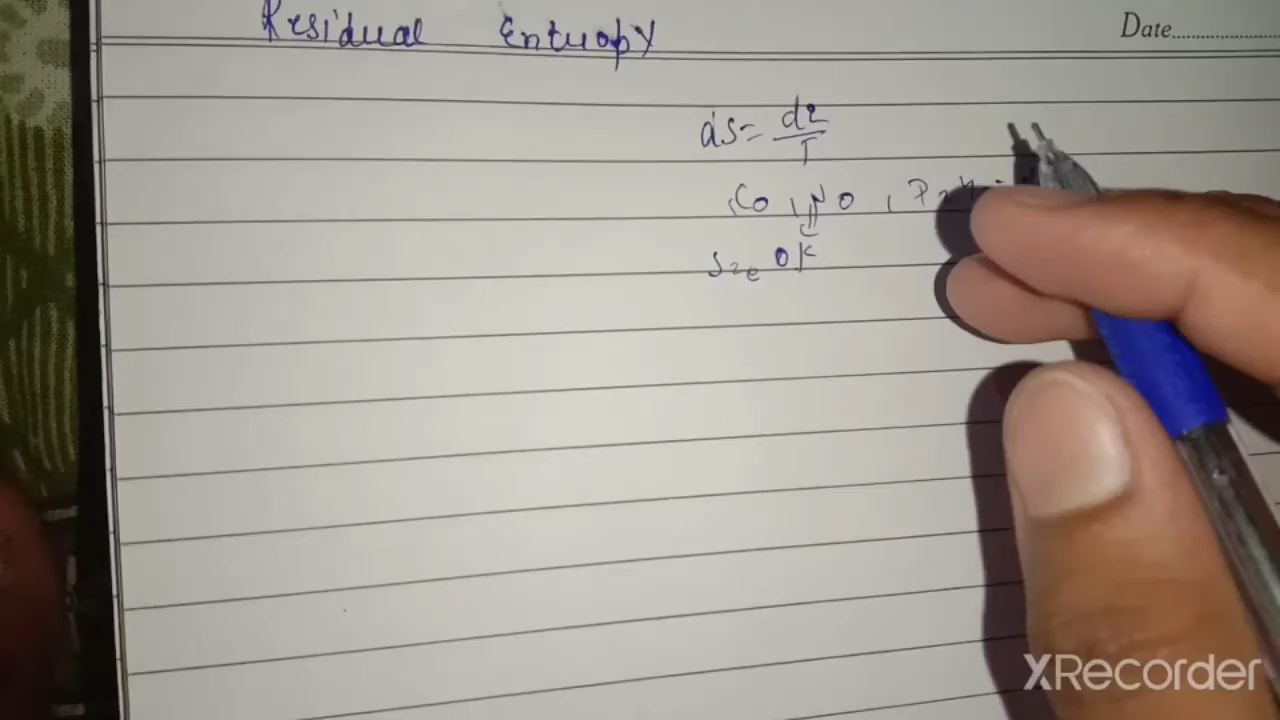 Residual Entropy
Date
ds = dq/T
CO, NO,
0K
XRecorder